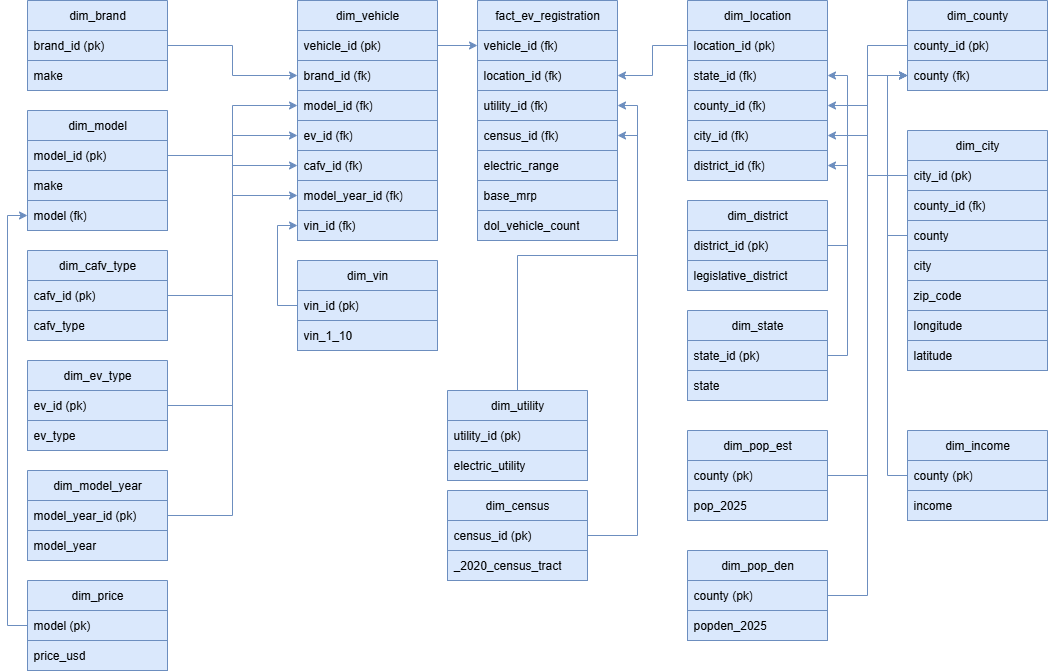 dim_brand
brand_id (pk)
make
dim_model
model_id (pk)
make
model (fk)
dim_cafv_type
cafv_id (pk)
cafv_type
dim_ev_type
ev_id (pk)
ev_type
dim_model_year
model_year_id (pk)
model_year
dim_price
model (pk)
price_usd
dim_vehicle
vehicle_id (pk)
brand_id (fk)
model_id (fk)
ev_id (fk)
cafv_id (fk)
model_year_id (fk)
vin_id (fk)
dim_vin
vin_id (pk)
vin_1_10
fact_ev_registration
vehicle_id (fk)
location_id (fk)
utility_id (fk)
census_id (fk)
electric_range
base_mrp
dol_vehicle_count
dim_utility
utility_id (pk)
electric_utility
dim_census
census_id (pk)
_2020_census_tract
dim_location
location_id (pk)
state_id (fk)
county_id (fk)
city_id (fk)
district_id (fk)
dim_district
district_id (pk)
legislative_district
dim_state
state_id (pk)
state
dim_pop_est
county (pk)
pop_2025
dim_pop_den
county (pk)
popden_2025
dim_county
county_id (pk)
county (fk)
dim_city
city_id (pk)
county_id (fk)
county
city
zip_code
longitude
latitude
dim_income
county (pk)
income